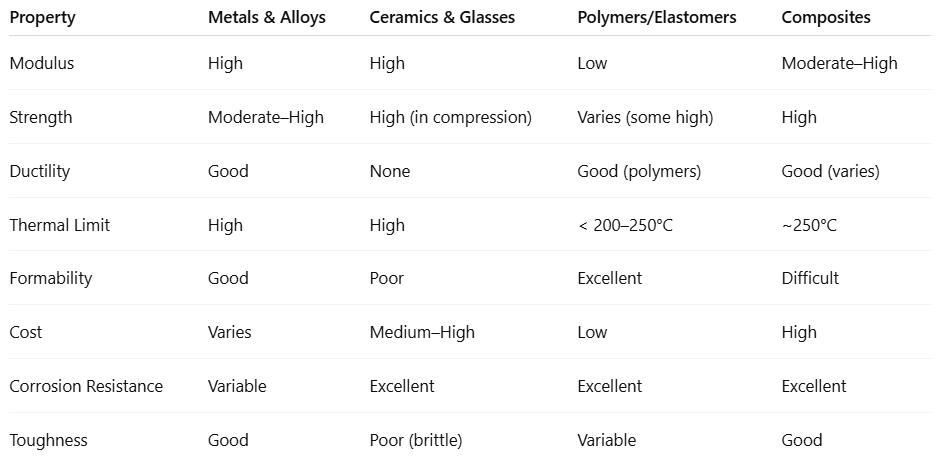 Property Metals & Alloys Ceramics & Glasses Polymers/Elastomers Composites
Modulus High High Low Moderate–High
Strength Moderate–High High (in compression) Varies (some high) High
Ductility Good None Good (polymers) Good (varies)
Thermal Limit High High < 200–250°C ~250°C
Formability Good Poor Excellent Difficult
Cost Varies Medium–High Low High
Corrosion Resistance Variable Excellent Excellent Excellent
Toughness Good Poor (brittle) Variable Good